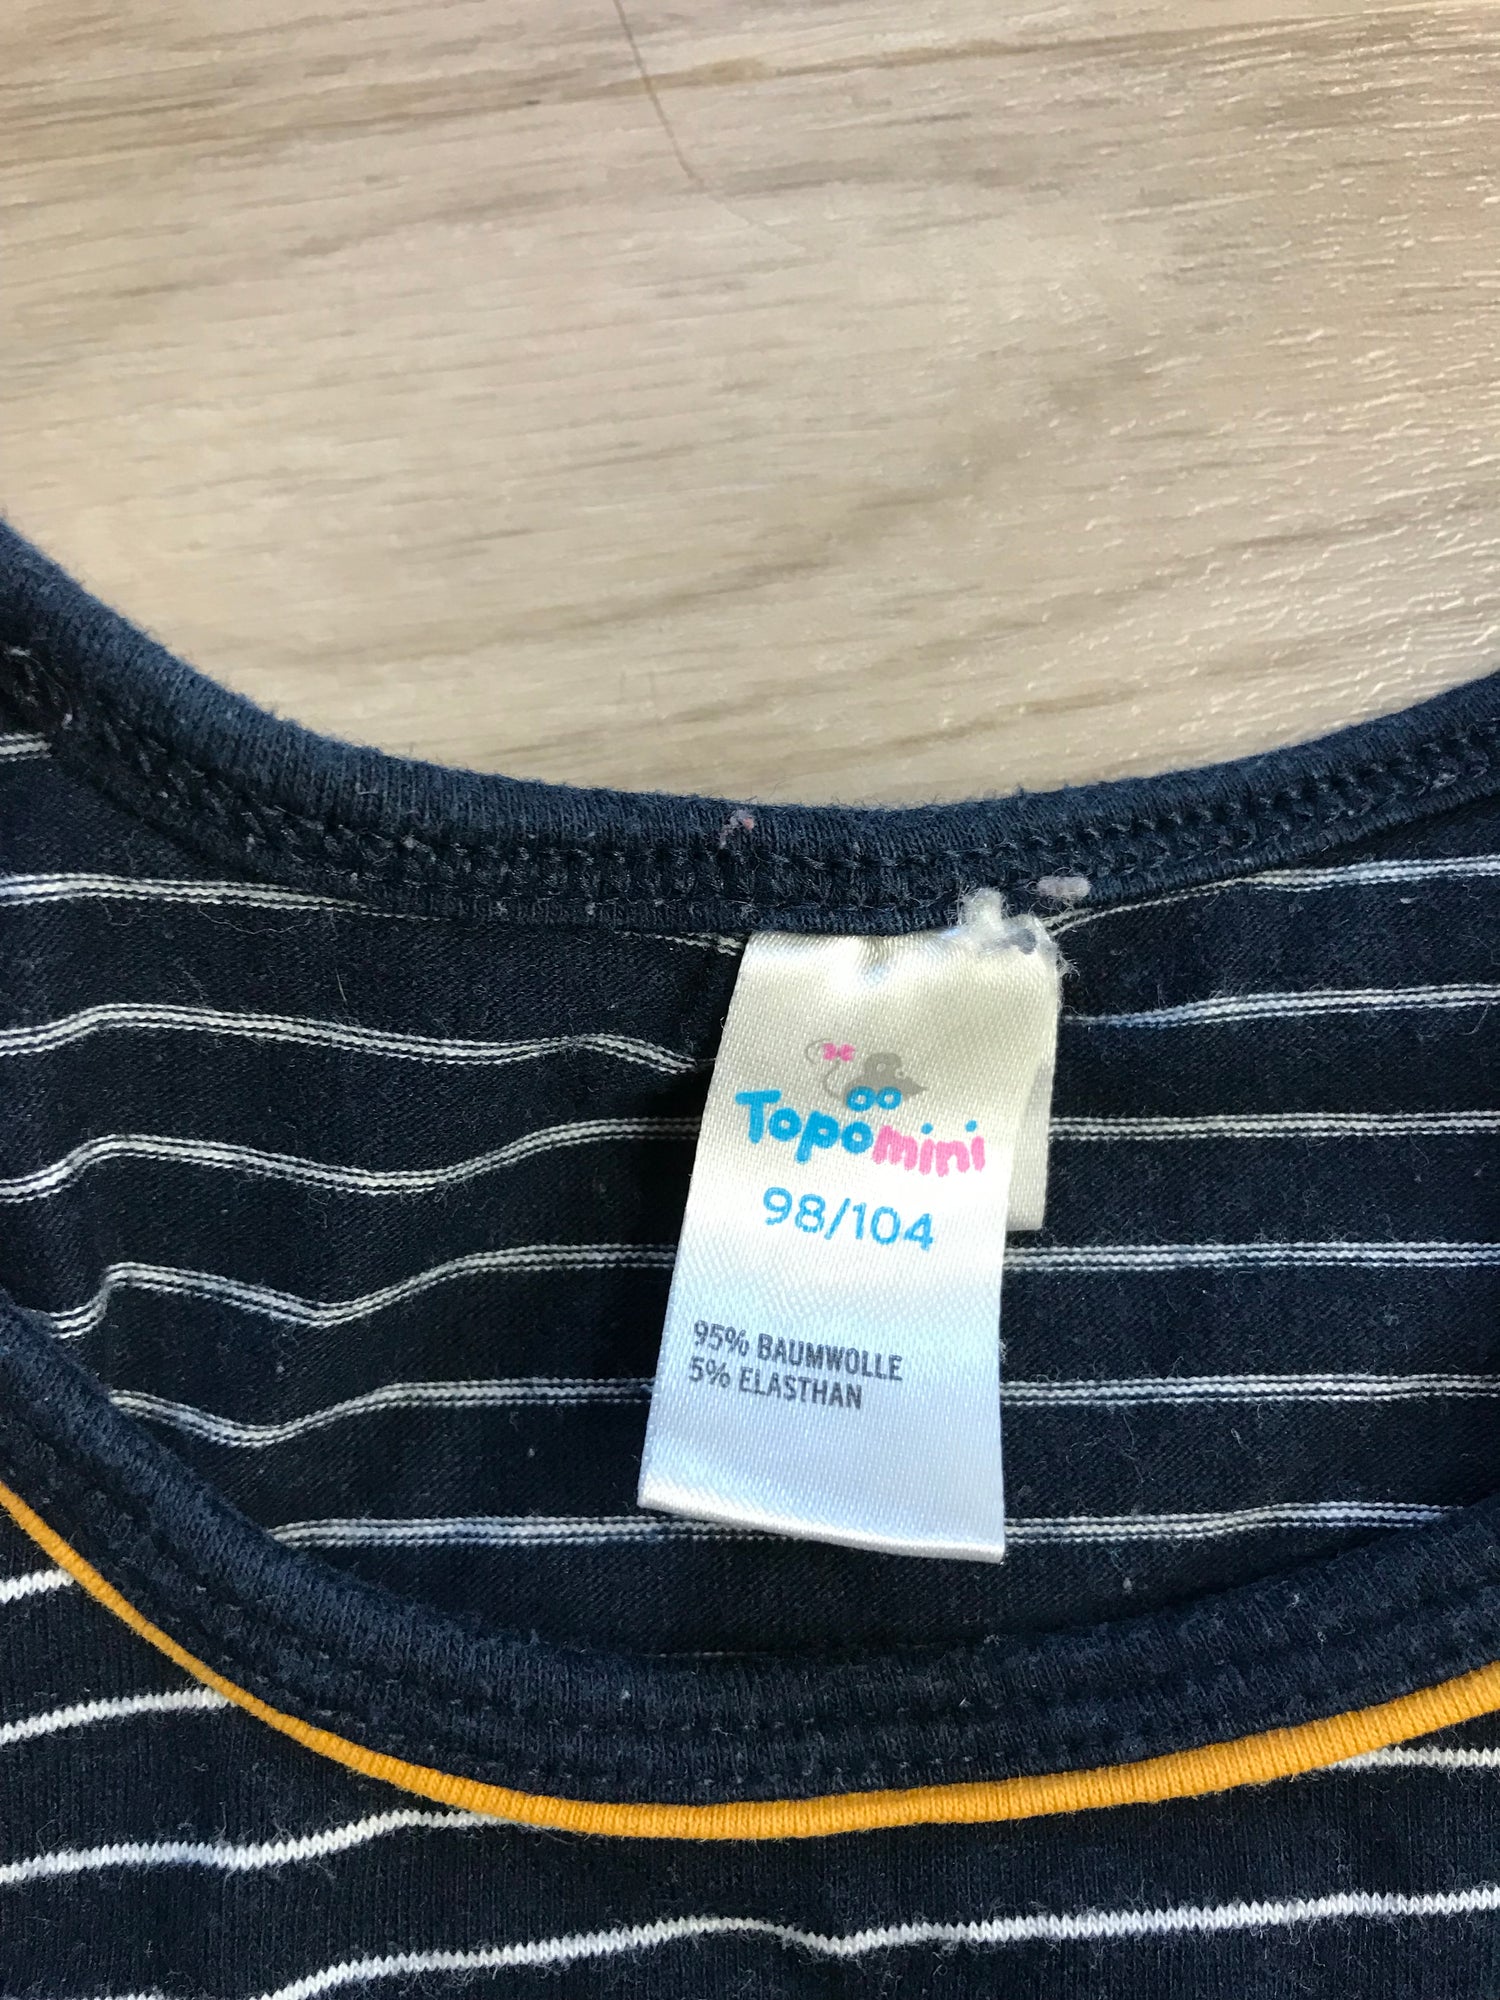 Topomini
98/104
95% BAUMWOLLE
5% ELASTHAN